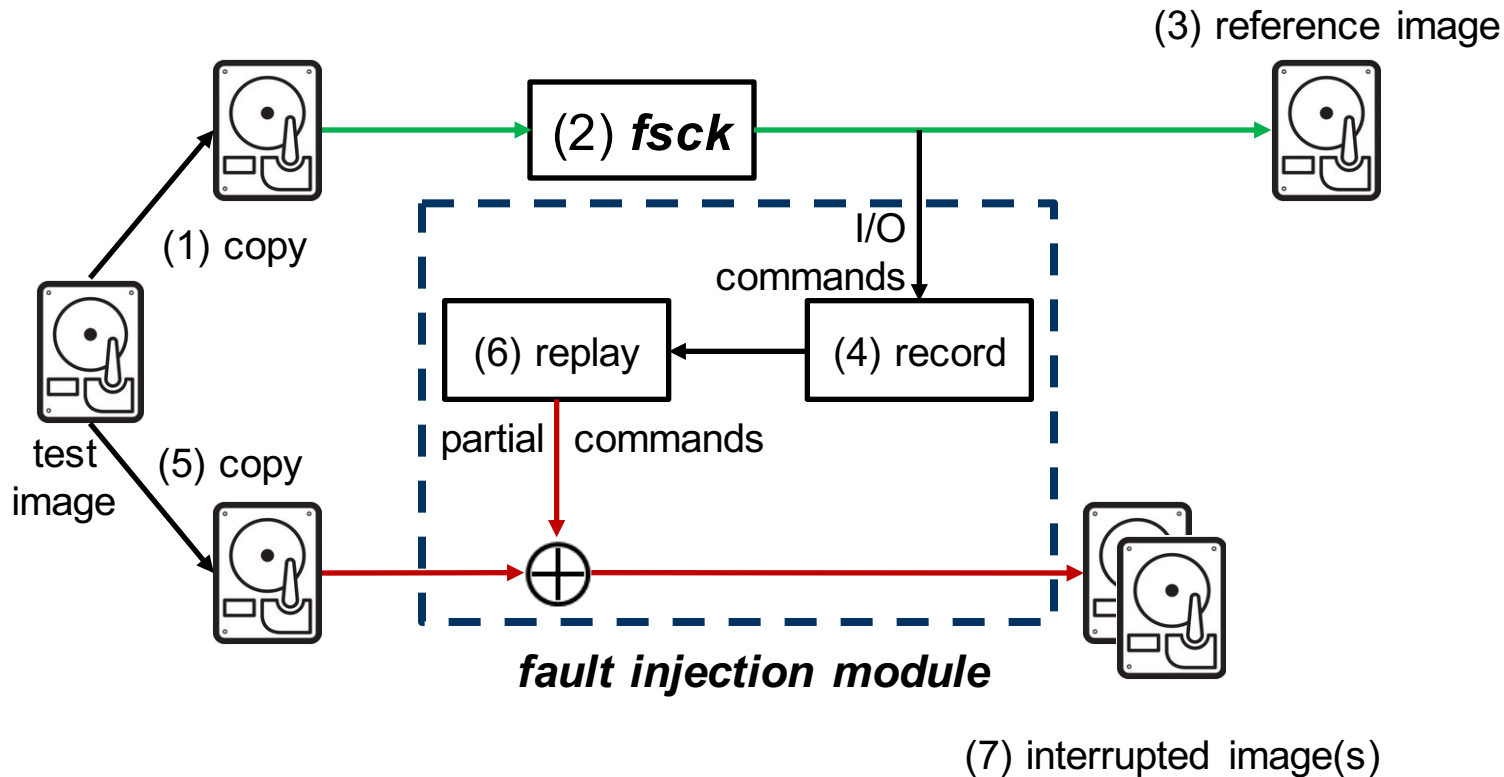 (3) reference image
(2) fsck
(1) copy
I/O
commands
(6) replay
(4) record
partial commands
test
image
(5) copy
fault injection module
(7) interrupted image(s)